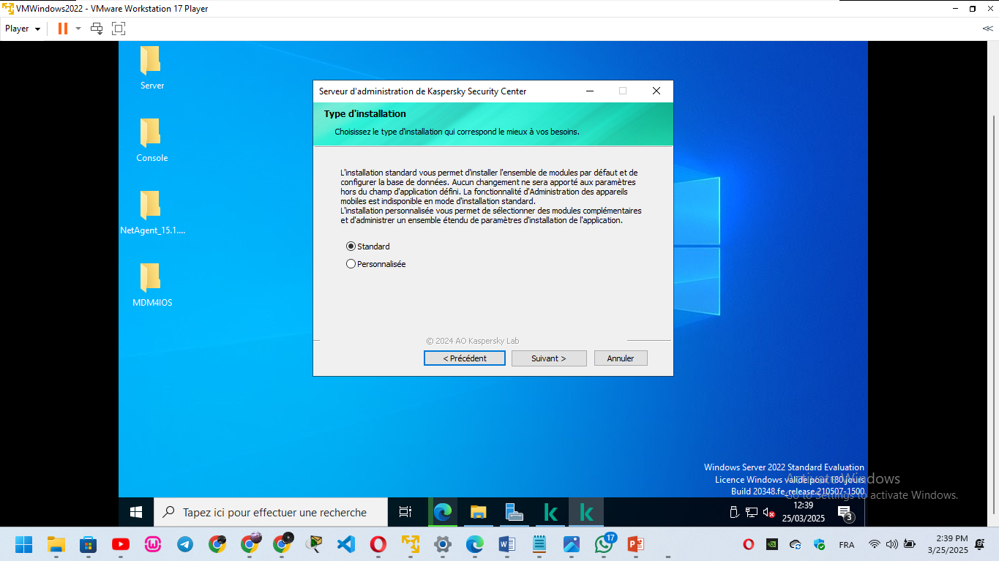 VMWindows2022 - VMware Workstation 17 Player
Player
Server
Console
NetAgent_15.1....
MDM4IOS
Serveur d'administration de Kaspersky Security Center
Type d'installation
Choisissez le type d'installation qui correspond le mieux à vos besoins.
L'installation standard vous permet d'installer l'ensemble de modules par défaut et de
configurer la base de données. Aucun changement ne sera apporté aux paramètres
hors du champ d'application défini. La fonctionnalité d'Administration des appareils
mobiles est indisponible en mode d'installation standard.
L'installation personnalisée vous permet de sélectionner des modules complémentaires
et d'administrer un ensemble étendu de paramètres d'installation de l'application.
Standard
Personnalisée
© 2024 AO Kaspersky Lab
< Précédent
Suivant >
Annuler
Windows Server 2022 Standard Evaluation
Licence Windows valide pour 180 jours
Build 20348.fe_release.210507-1500
Activate Windows
Go to Settings to activate Windows.
Tapez ici pour effectuer une recherche
12:39
25/03/2025
3
17
FRA
2:39 PM
3/25/2025